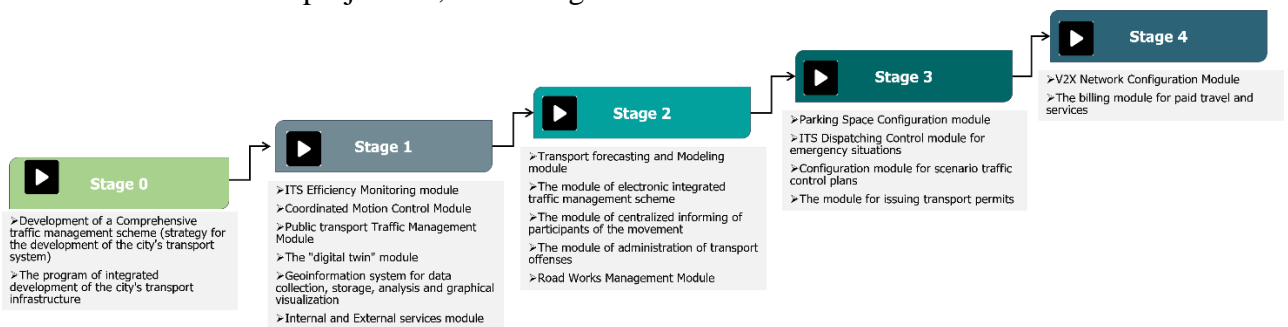 Stage 0
➢Development of a Comprehensive
traffic management scheme (strategy for
the development of the city's transport
system)
➢The program of integrated
development of the city's transport
infrastructure
Stage 1
➢ITS Efficiency Monitoring module
➢Coordinated Motion Control Module
➢Public transport Traffic Management
Module
➢The "digital twin" module
➢Geoinformation system for data
collection, storage, analysis and graphical
visualization
➢Internal and External services module
Stage 2
➢Transport forecasting and Modeling
module
➢The module of electronic integrated
traffic management scheme
➢The module of centralized informing of
participants of the movement
➢The module of administration of transport
offenses
➢Road Works Management Module
Stage 3
➢Parking Space Configuration module
➢ITS Dispatching Control module for
emergency situations
➢Configuration module for scenario traffic
control plans
➢The module for issuing transport permits
Stage 4
➢V2X Network Configuration Module
➢The billing module for paid travel and
services